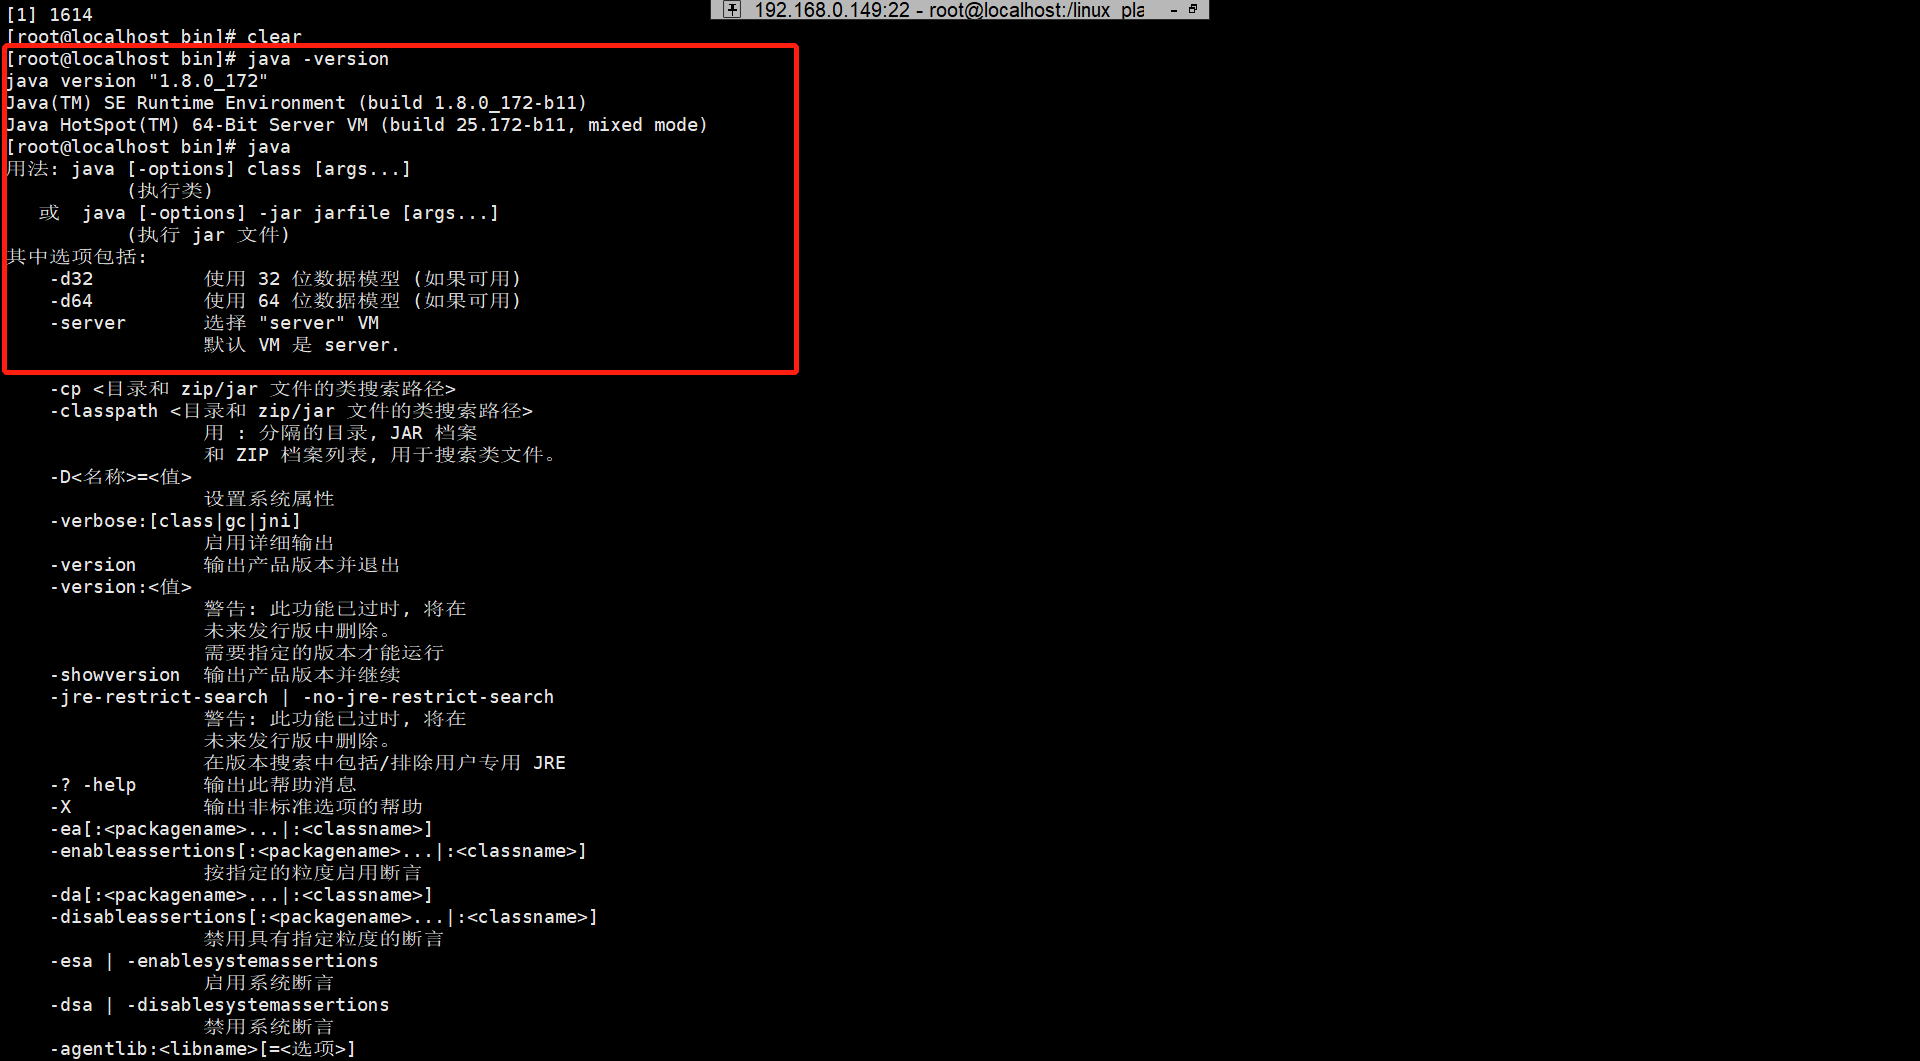 [1] 1614
192.168.0.149:22 - root@localhost:/linux_pla
[root@localhost bin]# clear
[root@localhost bin]# java -version
java version "1.8.0_172"
Java(TM) SE Runtime Environment (build 1.8.0_172-b11)
Java HotSpot(TM) 64-Bit Server VM (build 25.172-b11, mixed mode)
[root@localhost bin]# java
用法: java [-options] class [args...]
(执行类)
或  java [-options] -jar jarfile [args...]
(执行 jar 文件)
其中选项包括:
-d32 使用 32 位数据模型 (如果可用)
-d64 使用 64 位数据模型 (如果可用)
-server 选择 "server" VM
默认 VM 是 server.
-cp <目录和 zip/jar 文件的类搜索路径>
-classpath <目录和 zip/jar 文件的类搜索路径>
用 : 分隔的目录, JAR 档案
和 ZIP 档案列表, 用于搜索类文件。
-D<名称>=<值>
设置系统属性
-verbose:[class|gc|jni]
启用详细输出
-version 输出产品版本并退出
-version:<值>
警告: 此功能已过时, 将在
未来发行版中删除。
需要指定的版本才能运行
-showversion 输出产品版本并继续
-jre-restrict-search | -no-jre-restrict-search
警告: 此功能已过时, 将在
未来发行版中删除。
在版本搜索中包括/排除用户专用 JRE
-? -help 输出此帮助消息
-X 输出非标准选项的帮助
-ea[:<packagename>...|:<classname>]
-enableassertions[:<packagename>...|:<classname>]
按指定的粒度启用断言
-da[:<packagename>...|:<classname>]
-disableassertions[:<packagename>...|:<classname>]
禁用具有指定粒度的断言
-esa | -enablesystemassertions
启用系统断言
-dsa | -disablesystemassertions
禁用系统断言
-agentlib:<libname>[=<选项>]